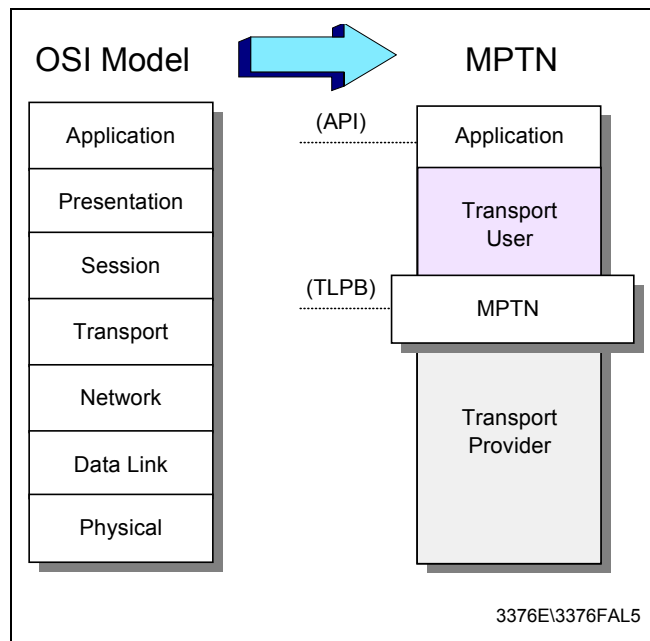 OSI Model
MPTN
Application
Presentation
Session
Transport
Network
Data Link
Physical
(API)
Application
Transport
User
(TLPB)
MPTN
Transport
Provider
3376E\3376FAL5